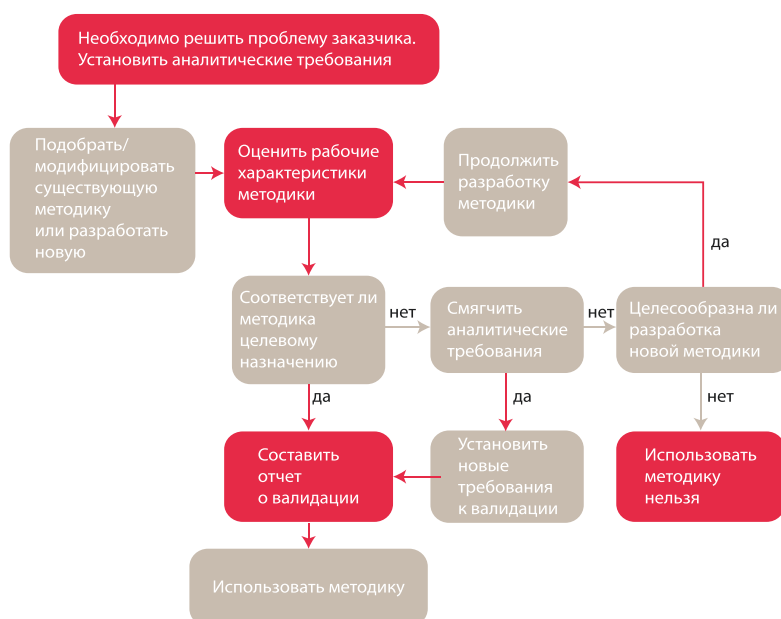 Необходимо решить проблему заказчика.
Установить аналитические требования
Подобрать/
модифицировать
существующую
методику
или разработать
новую
Оценить рабочие
характеристики
методики
Продолжить
разработку
методики
да
Соответствует ли
методика
целевому
назначению
нет
Смягчить
аналитические
требования
нет
Целесообразна ли
разработка
новой методики
да
да
нет
Составить
отчет
о валидации
Установить
новые
требования
к валидации
Использовать
методику
нельзя
Использовать методику